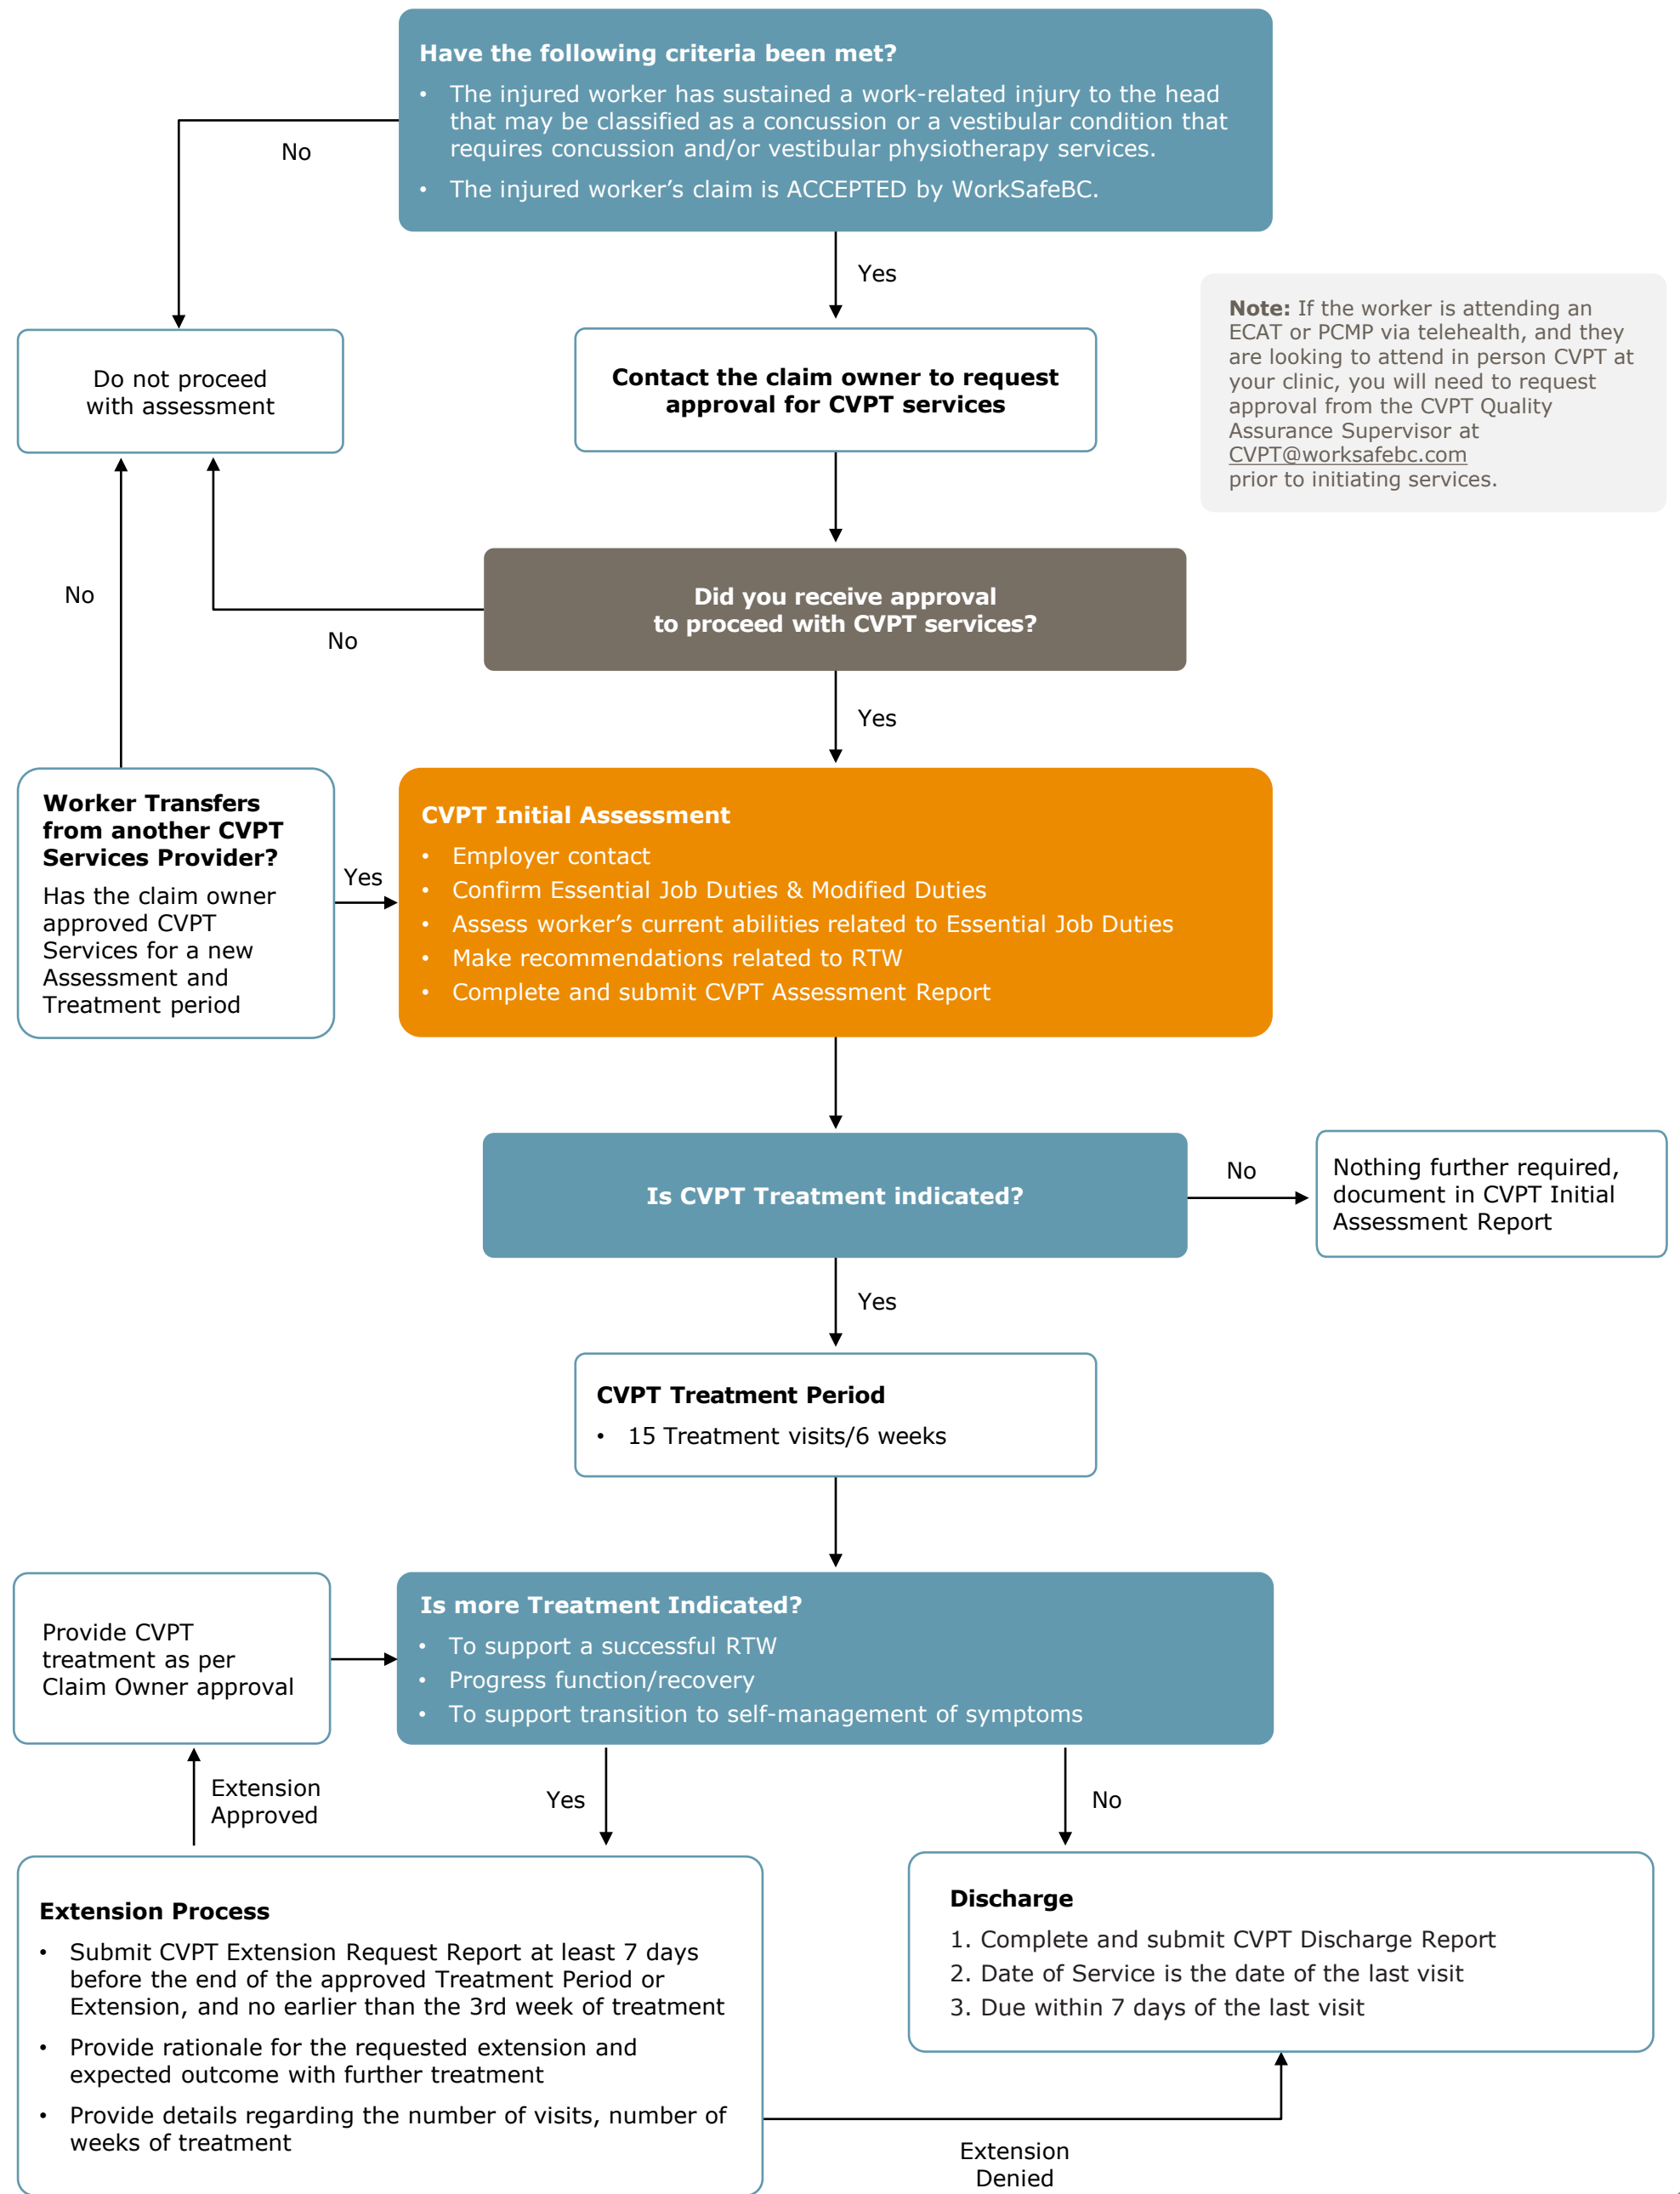 Have the following criteria been met?
• The injured worker has sustained a work-related injury to the head
that may be classified as a concussion or a vestibular condition that
requires concussion and/or vestibular physiotherapy services.
• The injured worker’s claim is ACCEPTED by WorkSafeBC.
No
Yes
Do not proceed
with assessment
Contact the claim owner to request
approval for CVPT services
Note: If the worker is attending an
ECAT or PCMP via telehealth, and they
are looking to attend in person CVPT at
your clinic, you will need to request
approval from the CVPT Quality
Assurance Supervisor at
CVPT@worksafebc.com
prior to initiating services.
Did you receive approval
to proceed with CVPT services?
No
No
Yes
Worker Transfers
from another CVPT
Services Provider?
Has the claim owner
approved CVPT
Services for a new
Assessment and
Treatment period
Yes
CVPT Initial Assessment
• Employer contact
• Confirm Essential Job Duties & Modified Duties
• Assess worker’s current abilities related to Essential Job Duties
• Make recommendations related to RTW
• Complete and submit CVPT Assessment Report
Is CVPT Treatment indicated?
No
Nothing further required,
document in CVPT Initial
Assessment Report
Yes
CVPT Treatment Period
• 15 Treatment visits/6 weeks
Provide CVPT
treatment as per
Claim Owner approval
Is more Treatment Indicated?
• To support a successful RTW
• Progress function/recovery
• To support transition to self-management of symptoms
Extension
Approved
Yes
No
Extension Process
• Submit CVPT Extension Request Report at least 7 days
before the end of the approved Treatment Period or
Extension, and no earlier than the 3rd week of treatment
• Provide rationale for the requested extension and
expected outcome with further treatment
• Provide details regarding the number of visits, number of
weeks of treatment
Discharge
1. Complete and submit CVPT Discharge Report
2. Date of Service is the date of the last visit
3. Due within 7 days of the last visit
Extension
Denied